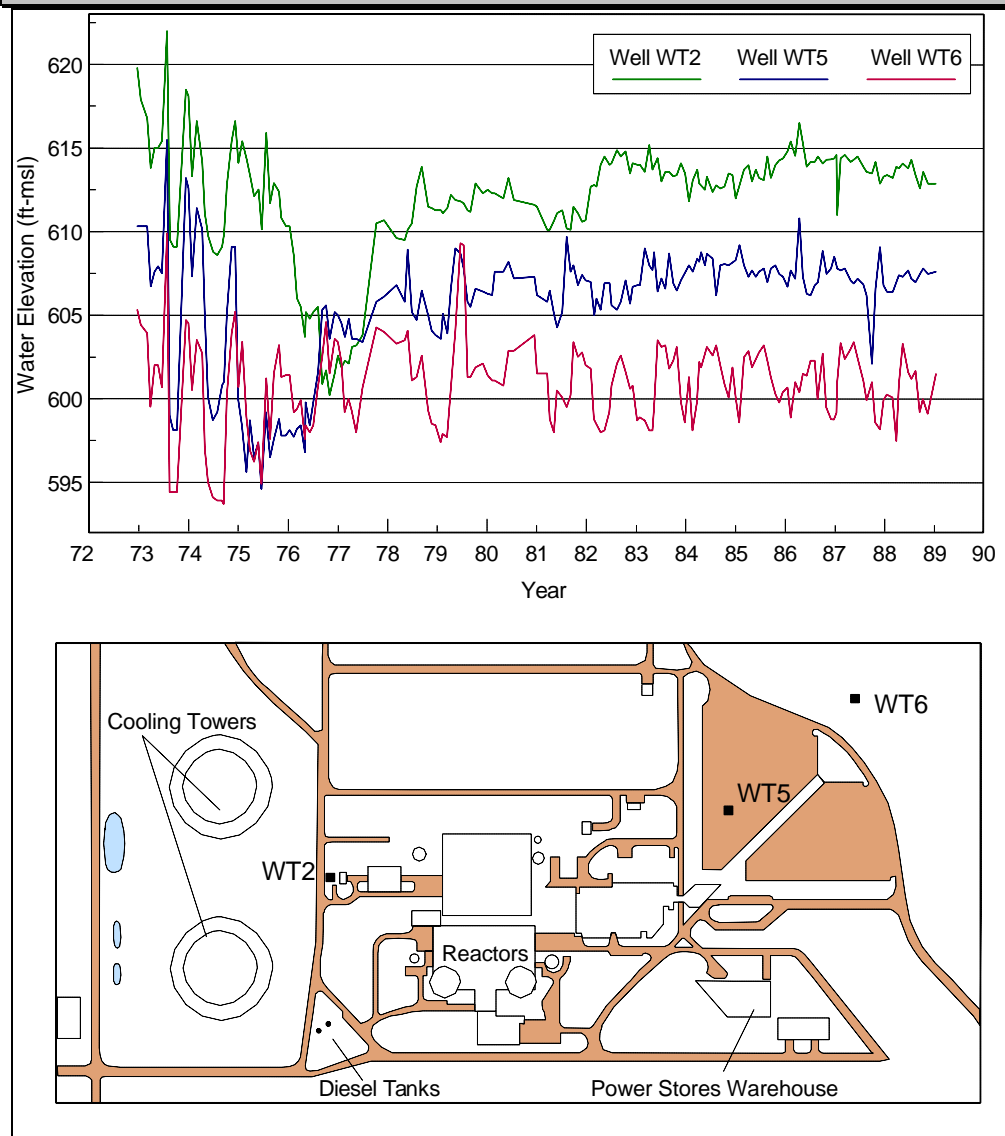 Well WT2 Well WT5 Well WT6
620
615
610
605
600
595
Water Elevation (ft-msl)
72 73 74 75 76 77 78 79 80 81 82 83 84 85 86 87 88 89 90
Year
Cooling Towers
WT6
WT5
WT2
Reactors
Diesel Tanks
Power Stores Warehouse